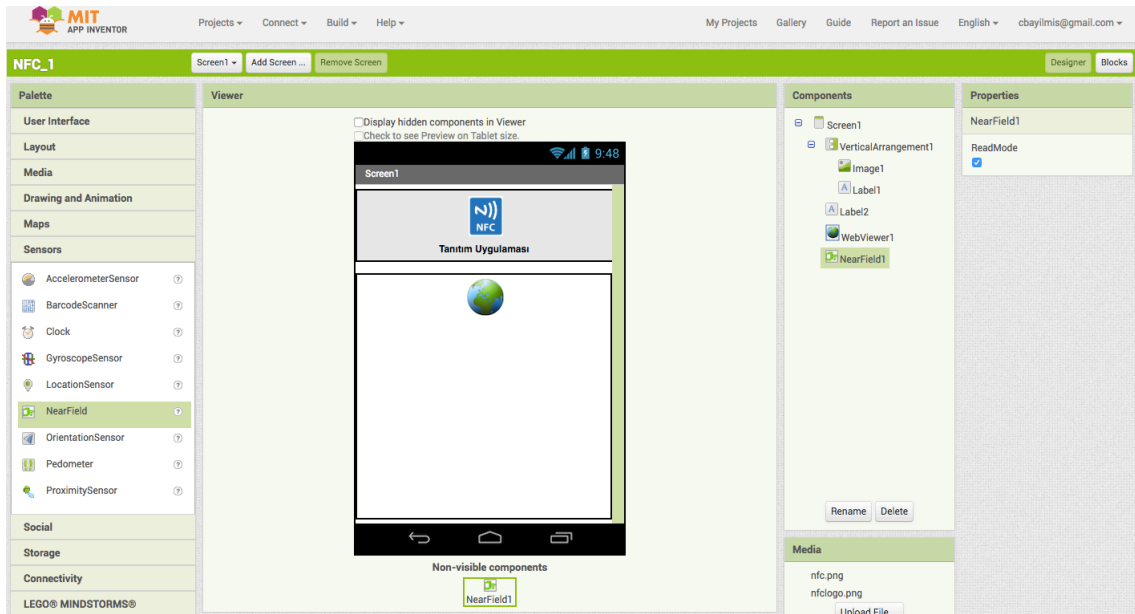 MIT
APP INVENTOR
Projects Connect Build Help My Projects Gallery Guide Report an Issue English cbayilmis@gmail.com
NFC_1 Screen1 Add Screen ... Remove Screen Designer Blocks
Palette
User Interface
Layout
Media
Drawing and Animation
Maps
Sensors
AccelerometerSensor ?
BarcodeScanner ?
Clock ?
GyroscopeSensor ?
LocationSensor ?
NearField ?
OrientationSensor ?
Pedometer ?
ProximitySensor ?
Social
Storage
Connectivity
LEGO® MINDSTORMS®
Viewer
Display hidden components in Viewer
Check to see Preview on Tablet size.
9:48
Screen1
N))
NFC
Tanıtım Uygulaması
Non-visible components
NearField1
Components
Screen1
VerticalArrangement1
Image1
A Label1
A Label2
WebViewer1
NearField1
Rename Delete
Media
nfc.png
nfclogo.png
Upload File ...
Properties
NearField1
ReadMode